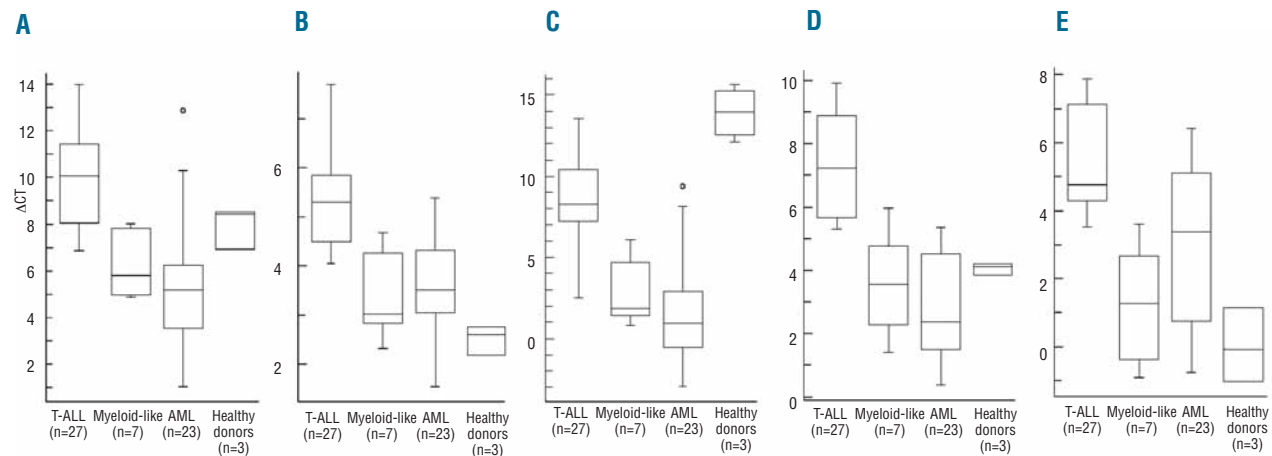 A
B
C
D
E
ΔCT
14
12
10
8
6
4
2
T-ALL
(n=27)
Myeloid-like
(n=7)
AML
(n=23)
Healthy
donors
(n=3)
6
4
2
T-ALL
(n=27)
Myeloid-like
(n=7)
AML
(n=23)
Healthy
donors
(n=3)
15
10
5
0
T-ALL
(n=27)
Myeloid-like
(n=7)
AML
(n=23)
Healthy
donors
(n=3)
10
8
6
4
2
0
T-ALL
(n=27)
Myeloid-like
(n=7)
AML
(n=23)
Healthy
donors
(n=3)
8
6
4
2
0
T-ALL
(n=27)
Myeloid-like
(n=7)
AML
(n=23)
Healthy
donors
(n=3)